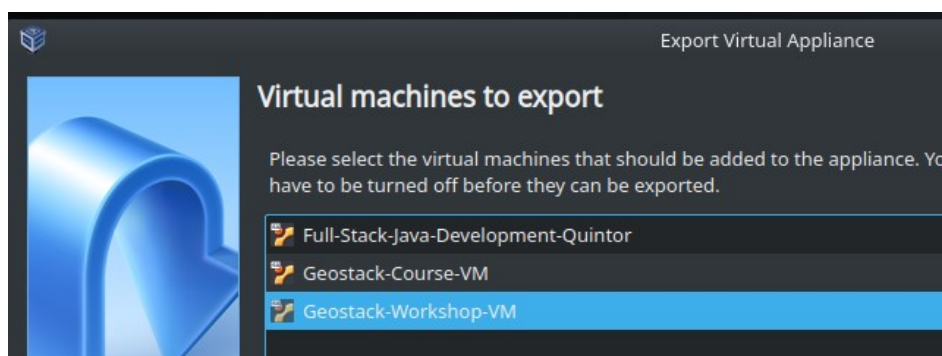 Export Virtual Appliance
Virtual machines to export
Please select the virtual machines that should be added to the appliance.
have to be turned off before they can be exported.
Full-Stack-Java-Development-Quintor
Geostack-Course-VM
Geostack-Workshop-VM